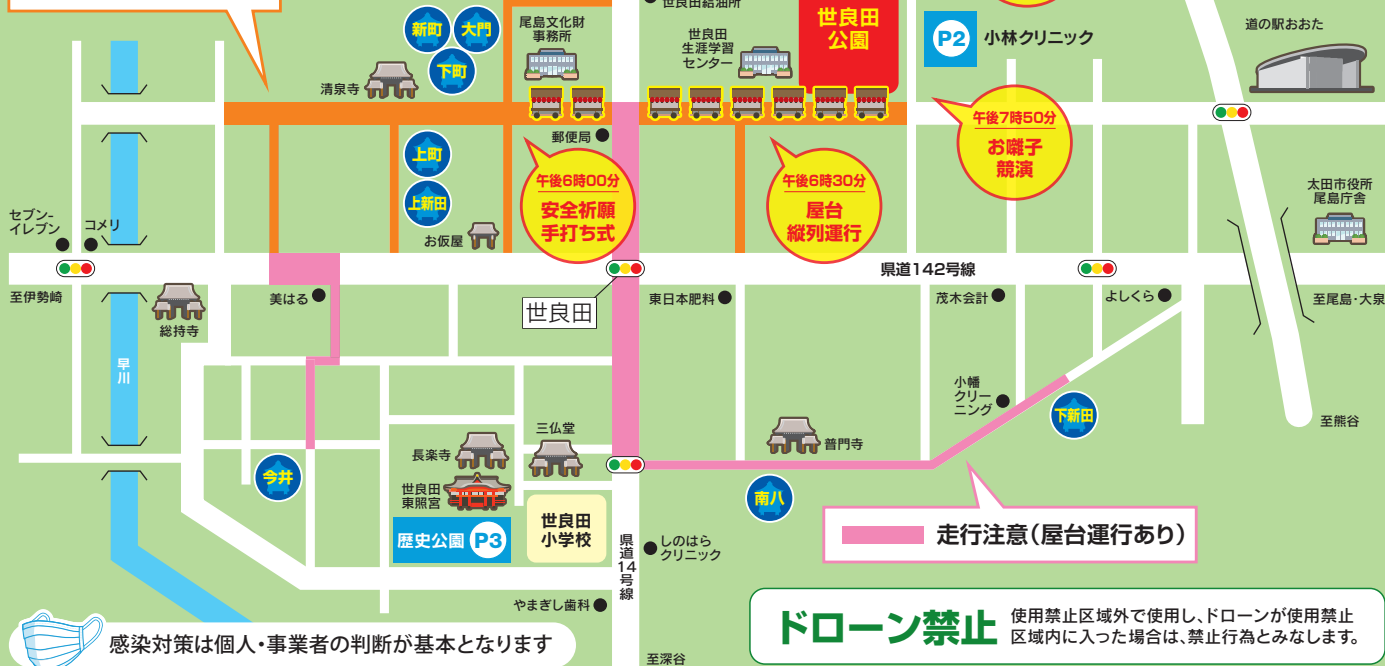 世良田給油所
新町
大門
下町
尾島文化財
事務所
清泉寺
世良田
生涯学習
センター
世良田
公園
P2
小林クリニック
道の駅おおた
郵便局
上町
上新田
お仮屋
午後6時00分
安全祈願
手打ち式
午後6時30分
屋台
縦列運行
午後7時50分
お囃子
競演
太田市役所
尾島庁舎
セブン-
イレブン
コメリ
県道142号線
至伊勢崎
総持寺
美はる
世良田
東日本肥料
茂木会計
よしくら
至尾島・大泉
早川
小幡
クリー
ニング
下新田
至熊谷
今井
長楽寺
三仏堂
普門寺
世良田
東照宮
歴史公園 P3
世良田
小学校
南八
県道14号線
しのはら
クリニック
走行注意(屋台運行あり)
やまぎし歯科
至深谷
感染対策は個人・事業者の判断が基本となります
ドローン禁止
使用禁止区域外で使用し、ドローンが使用禁止
区域内に入った場合は、禁止行為とみなします。